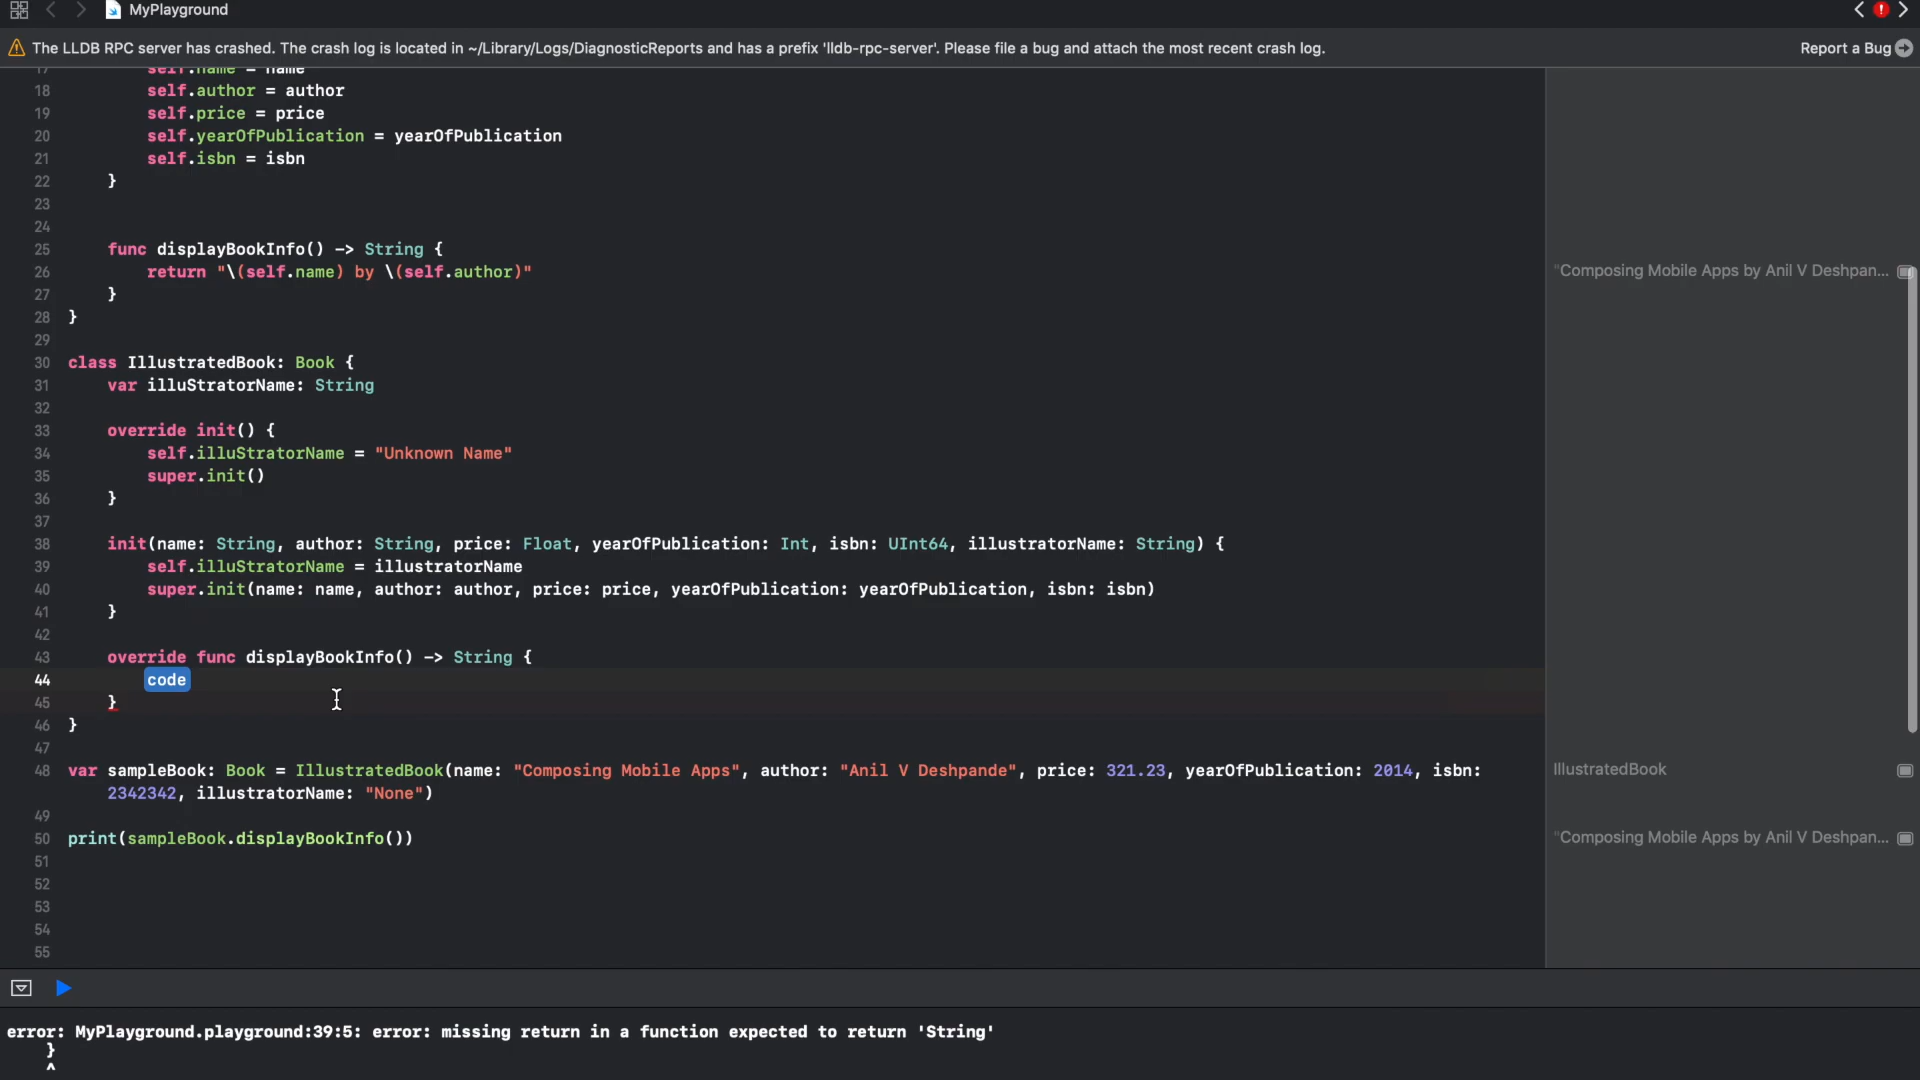 MyPlayground
The LLDB RPC server has crashed. The crash log is located in ~/Library/Logs/DiagnosticReports and has a prefix 'lldb-rpc-server'. Please file a bug and attach the most recent crash log. Report a Bug
17 self.name = name
18 self.author = author
19 self.price = price
20 self.yearOfPublication = yearOfPublication
21 self.isbn = isbn
22 }
23
24
25 func displayBookInfo() -> String {
26 return "\(self.name) by \(self.author)" "Composing Mobile Apps by Anil V Deshpan...
27 }
28 }
29
30 class IllustratedBook: Book {
31 var illuStratorName: String
32
33 override init() {
34 self.illuStratorName = "Unknown Name"
35 super.init()
36 }
37
38 init(name: String, author: String, price: Float, yearOfPublication: Int, isbn: UInt64, illustratorName: String) {
39 self.illuStratorName = illustratorName
40 super.init(name: name, author: author, price: price, yearOfPublication: yearOfPublication, isbn: isbn)
41 }
42
43 override func displayBookInfo() -> String {
44 code
45 }
46 }
47
48 var sampleBook: Book = IllustratedBook(name: "Composing Mobile Apps", author: "Anil V Deshpande", price: 321.23, yearOfPublication: 2014, isbn: IllustratedBook
2342342, illustratorName: "None")
49
50 print(sampleBook.displayBookInfo()) "Composing Mobile Apps by Anil V Deshpan...
51
52
53
54
55
error: MyPlayground.playground:39:5: error: missing return in a function expected to return 'String'
}
^